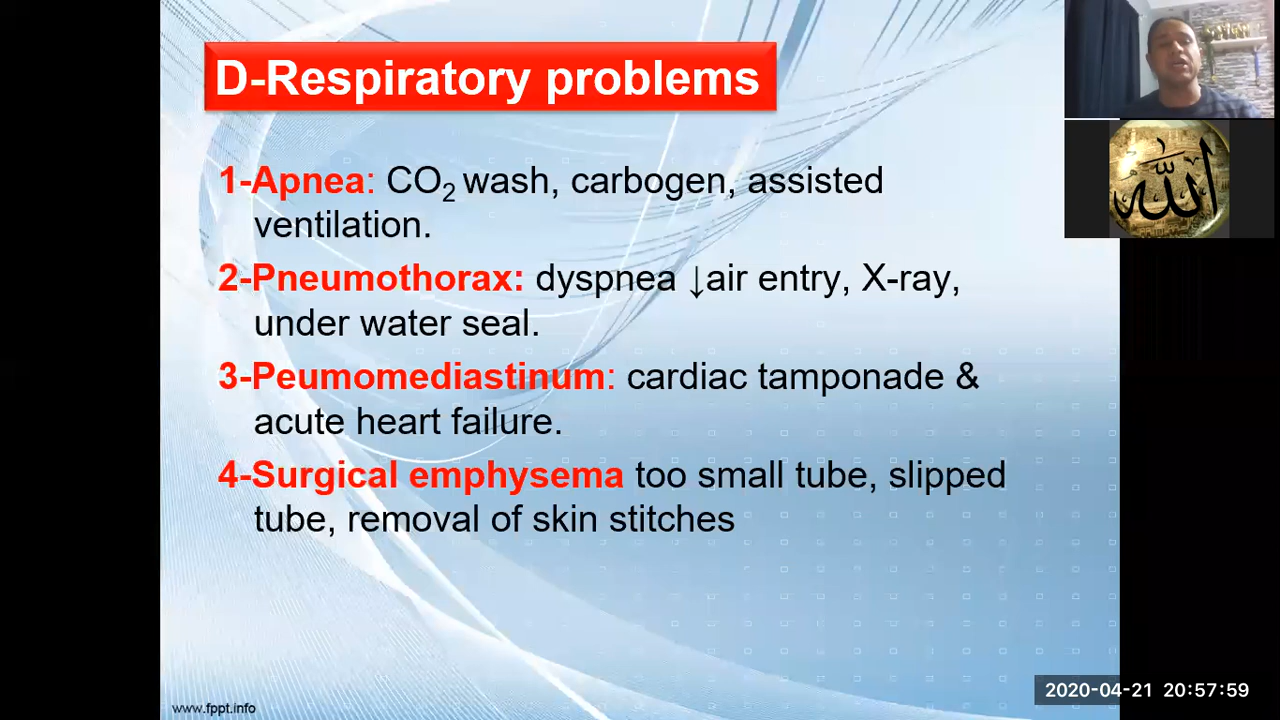 D-Respiratory problems
1-Apnea: CO₂ wash, carbogen, assisted
ventilation.
2-Pneumothorax: dyspnea ↓air entry, X-ray,
under water seal.
3-Peumomediastinum: cardiac tamponade &
acute heart failure.
4-Surgical emphysema too small tube, slipped
tube, removal of skin stitches
الله
www.fppt.info
2020-04-21 20:57:59